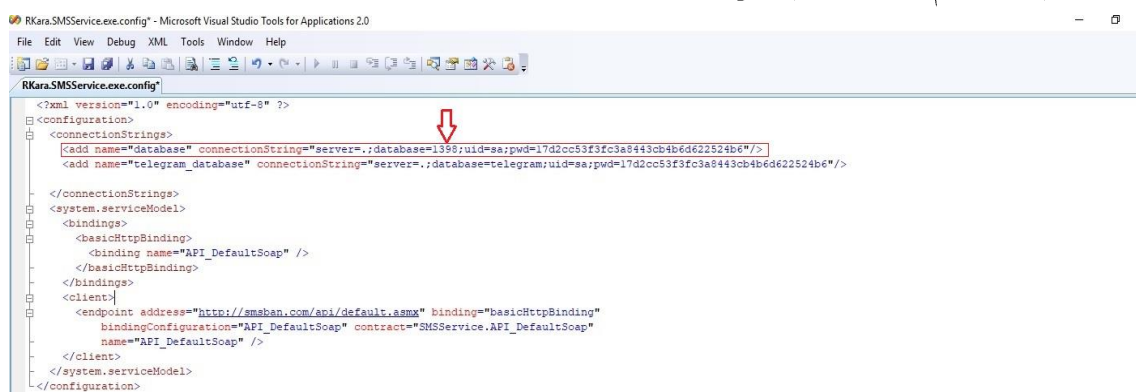 RKara.SMSService.exe.config* - Microsoft Visual Studio Tools for Applications 2.0
File Edit View Debug XML Tools Window Help
RKara.SMSService.exe.config*
<?xml version="1.0" encoding="utf-8" ?>
<configuration>
<connectionStrings>
<add name="database" connectionString="server=.;database=1398;uid=sa;pwd=17d2cc53f3fc3a8443cb4b6d622524b6"/>
<add name="telegram_database" connectionString="server=.;database=telegram;uid=sa;pwd=17d2cc53f3fc3a8443cb4b6d622524b6"/>
</connectionStrings>
<system.serviceModel>
<bindings>
<basicHttpBinding>
<binding name="API_DefaultSoap" />
</basicHttpBinding>
</bindings>
<client>
<endpoint address="http://smsban.com/api/default.asmx" binding="basicHttpBinding"
bindingConfiguration="API_DefaultSoap" contract="SMSService.API_DefaultSoap"
name="API_DefaultSoap" />
</client>
</system.serviceModel>
</configuration>